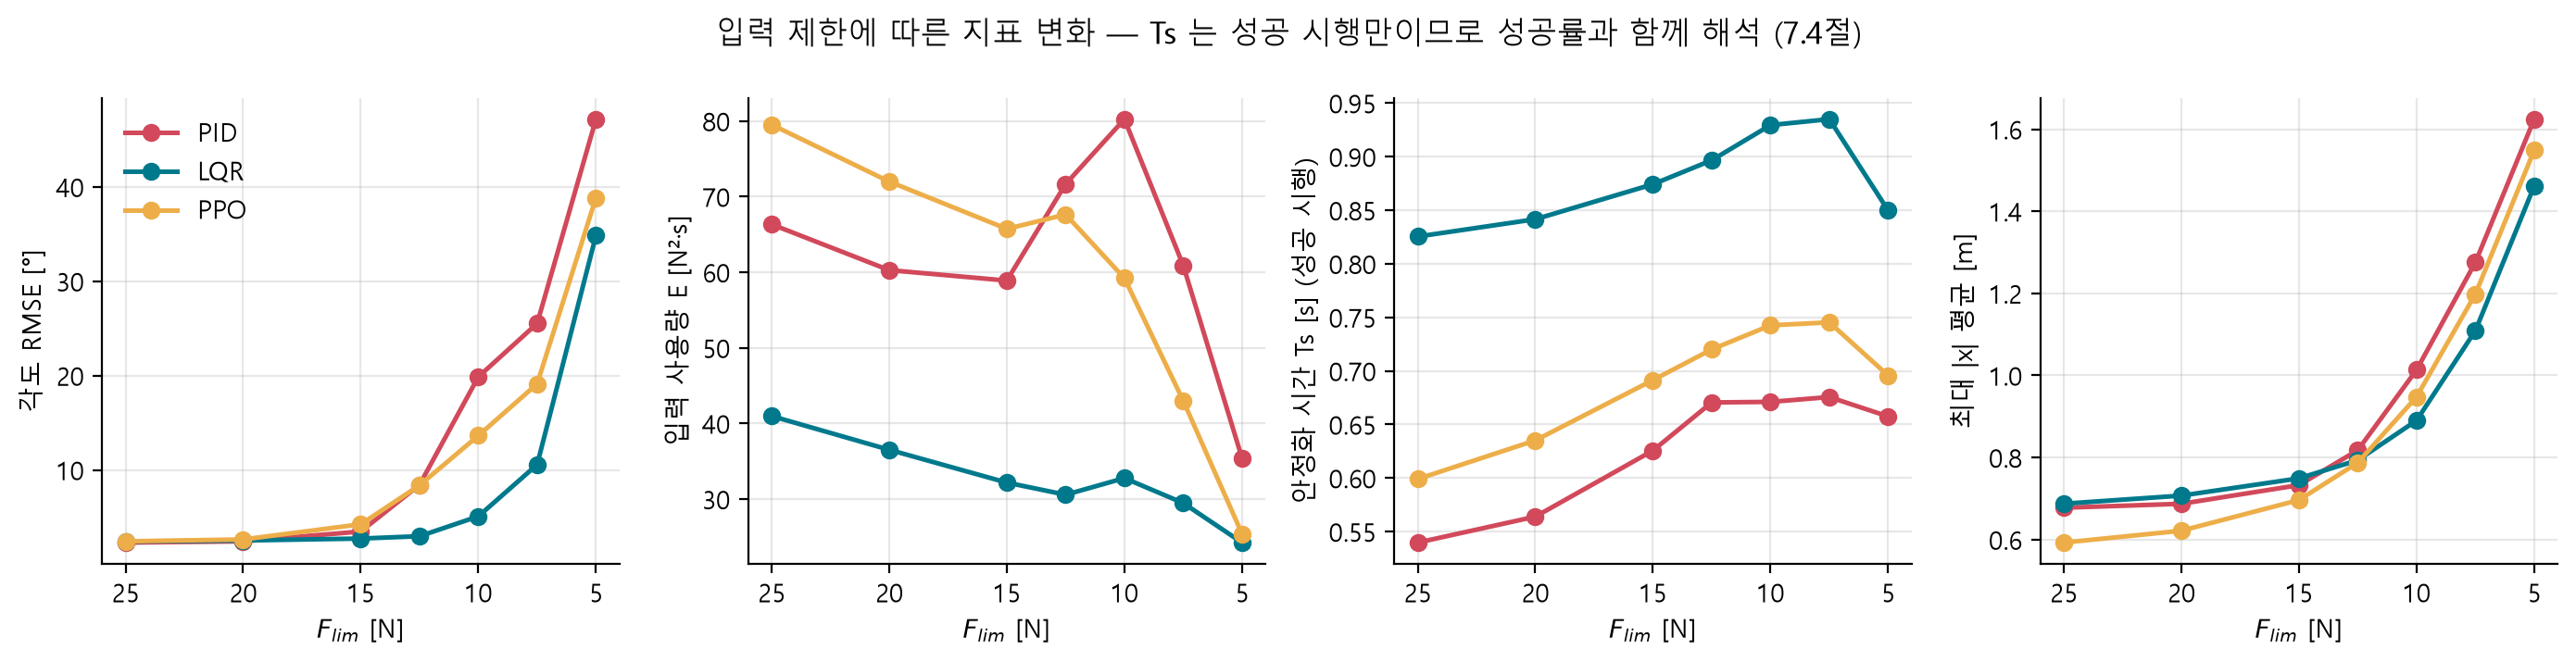 입력 제한에 따른 지표 변화 — Ts 는 성공 시행만이므로 성공률과 함께 해석 (7.4절)
각도 RMSE [°]
40
30
20
10
PID
LQR
PPO
25 20 15 10 5
F_lim [N]
입력 사용량 E [N²·s]
80
70
60
50
40
30
25 20 15 10 5
F_lim [N]
안정화 시간 Ts [s] (성공 시행)
0.95
0.90
0.85
0.80
0.75
0.70
0.65
0.60
0.55
25 20 15 10 5
F_lim [N]
최대 |x| 평균 [m]
1.6
1.4
1.2
1.0
0.8
0.6
25 20 15 10 5
F_lim [N]